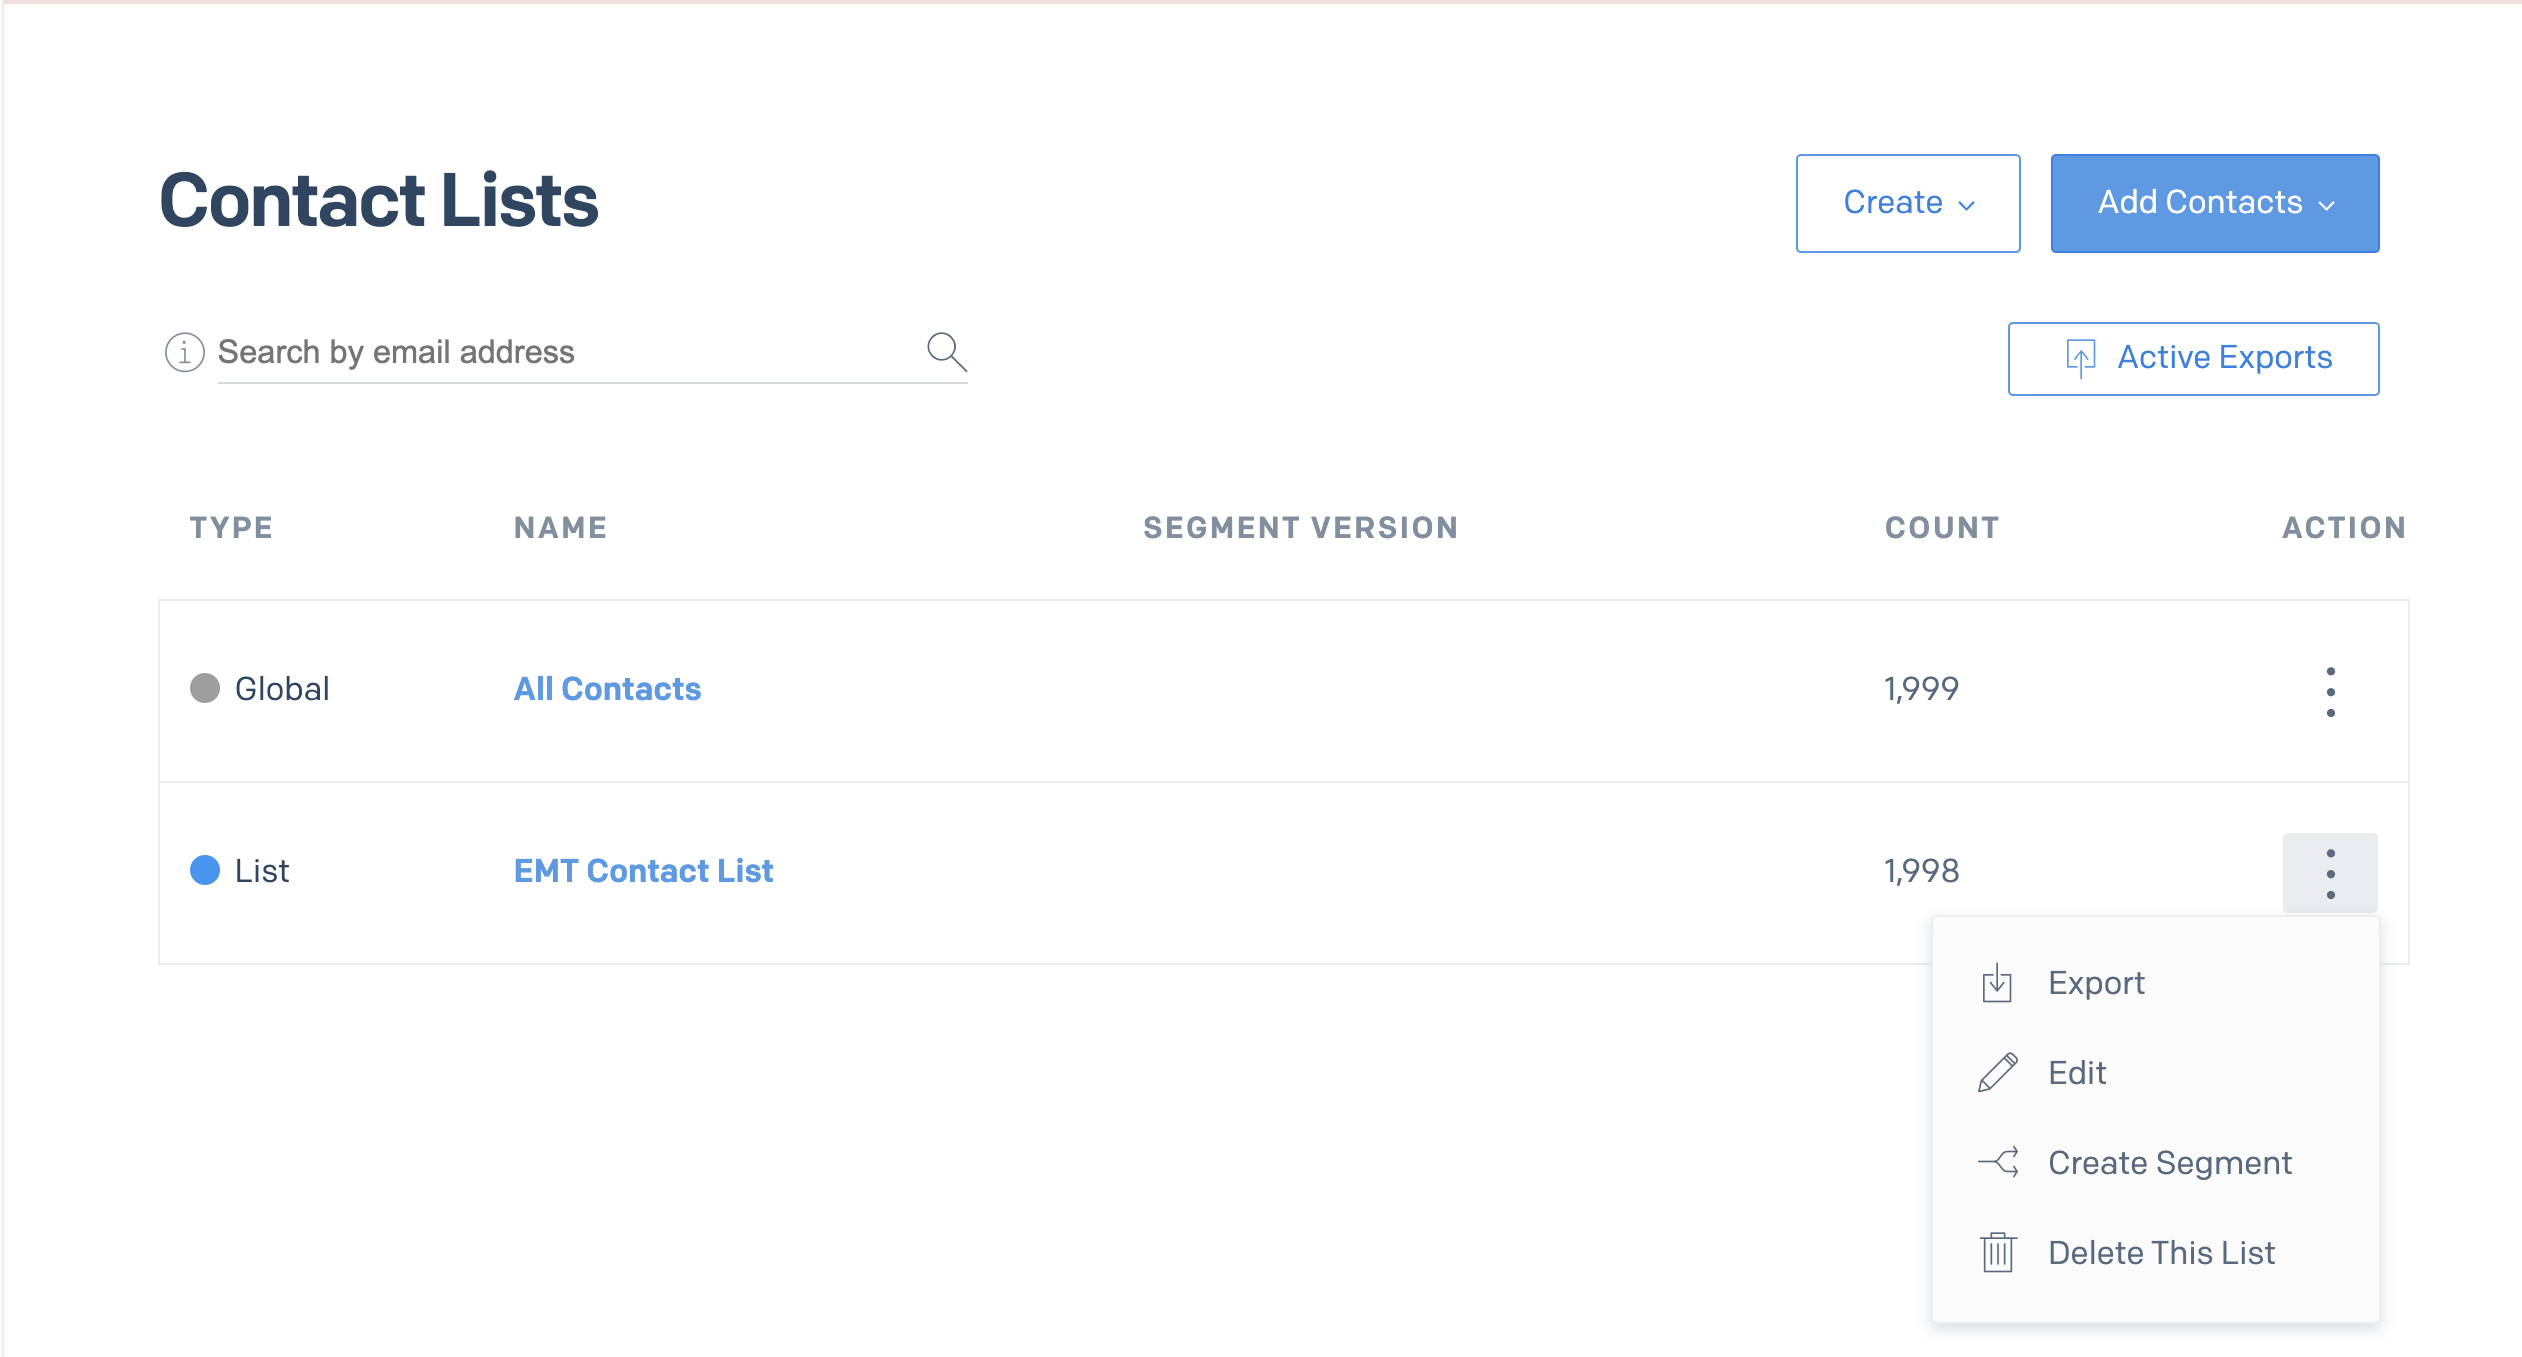 Contact Lists
Create
Add Contacts
Search by email address
Active Exports
TYPE NAME SEGMENT VERSION COUNT ACTION
Global All Contacts 1,999
List EMT Contact List 1,998
Export
Edit
Create Segment
Delete This List